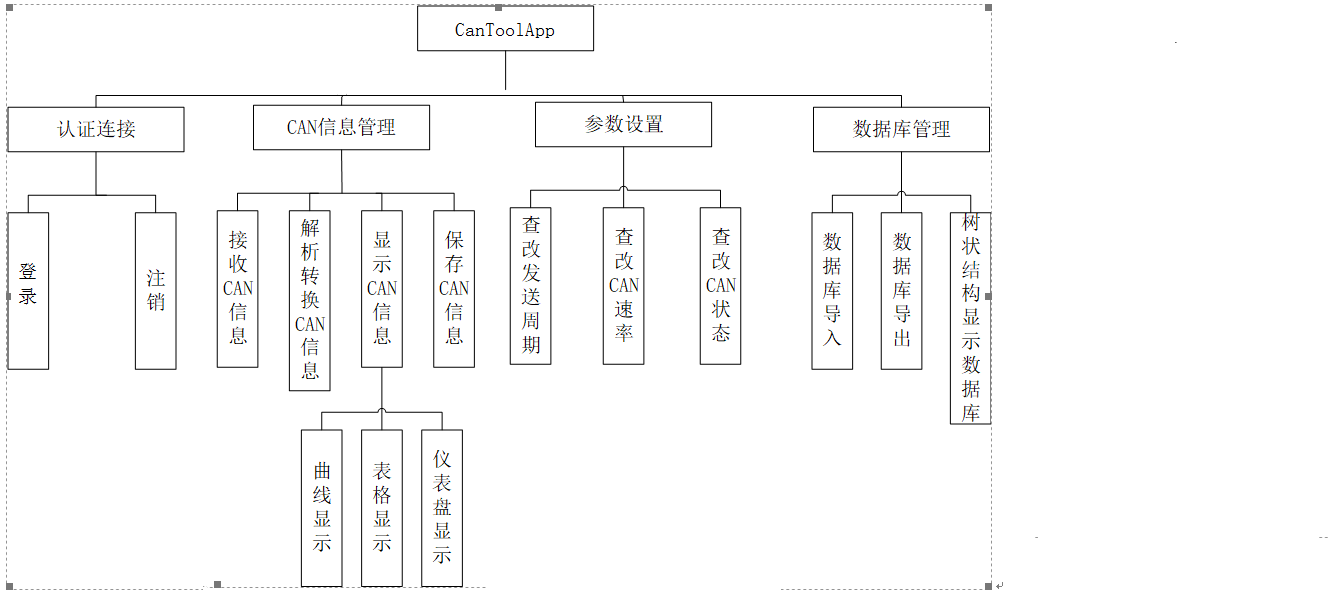 CanToolApp
认证连接
CAN信息管理
参数设置
数据库管理
登录
注销
接收CAN信息
解析转换CAN信息
显示CAN信息
保存CAN信息
查改发送周期
查改CAN速率
查改CAN状态
数据库导入
数据库导出
树状结构显示数据库
曲线显示
表格显示
仪表盘显示